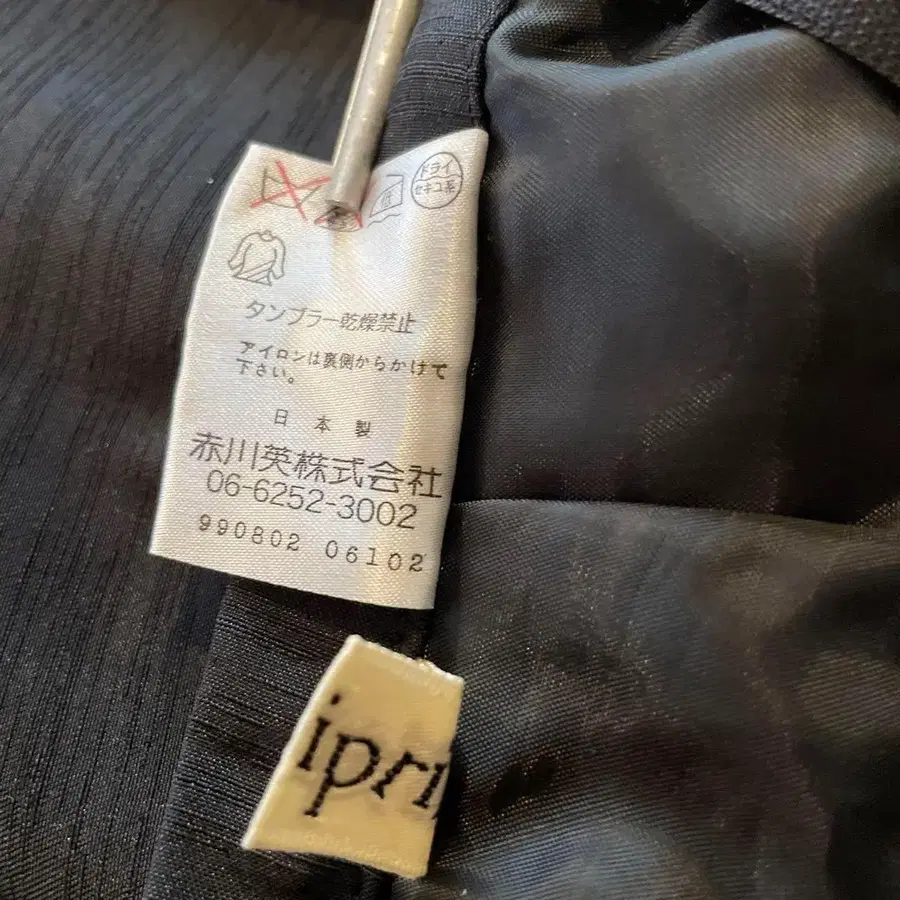 ドライ
セキユ系
低
タンブラー乾燥禁止
アイロンは裏側からかけて
下さい。
日本製
赤川英株式会社
06-6252-3002
990802 06102
ipri